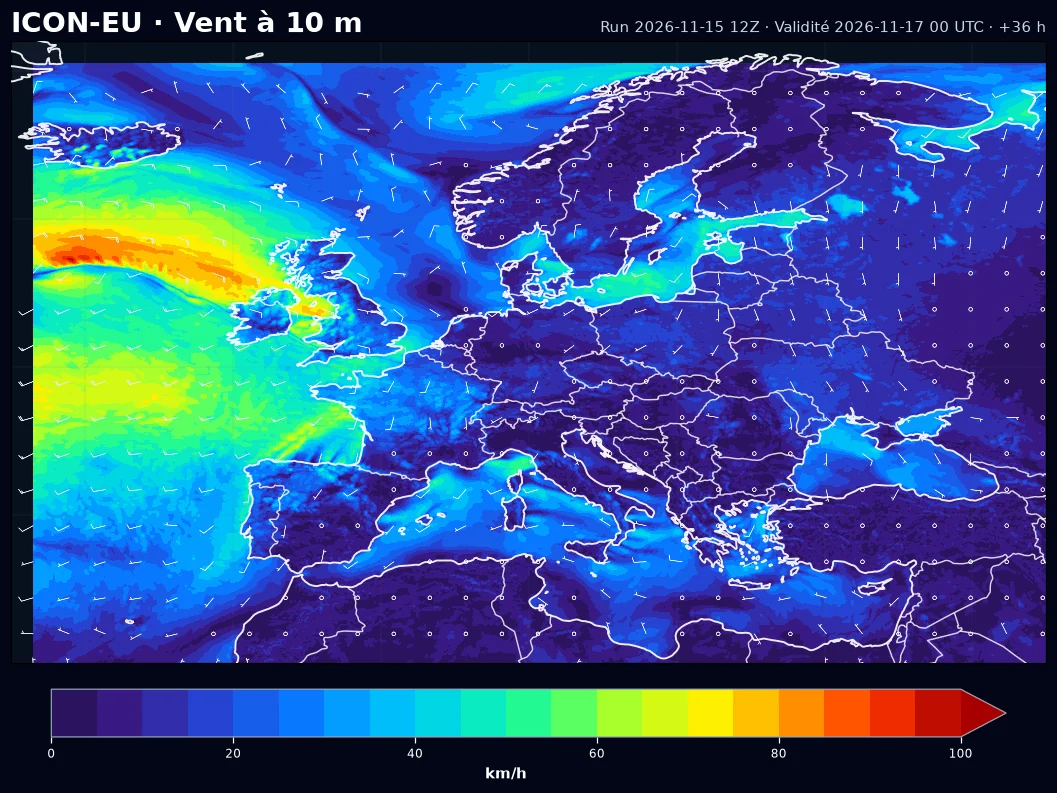 ICON-EU · Vent à 10 m
Run 2026-11-15 12Z · Validité 2026-11-17 00 UTC · +36 h
0 20 40 60 80 100
km/h